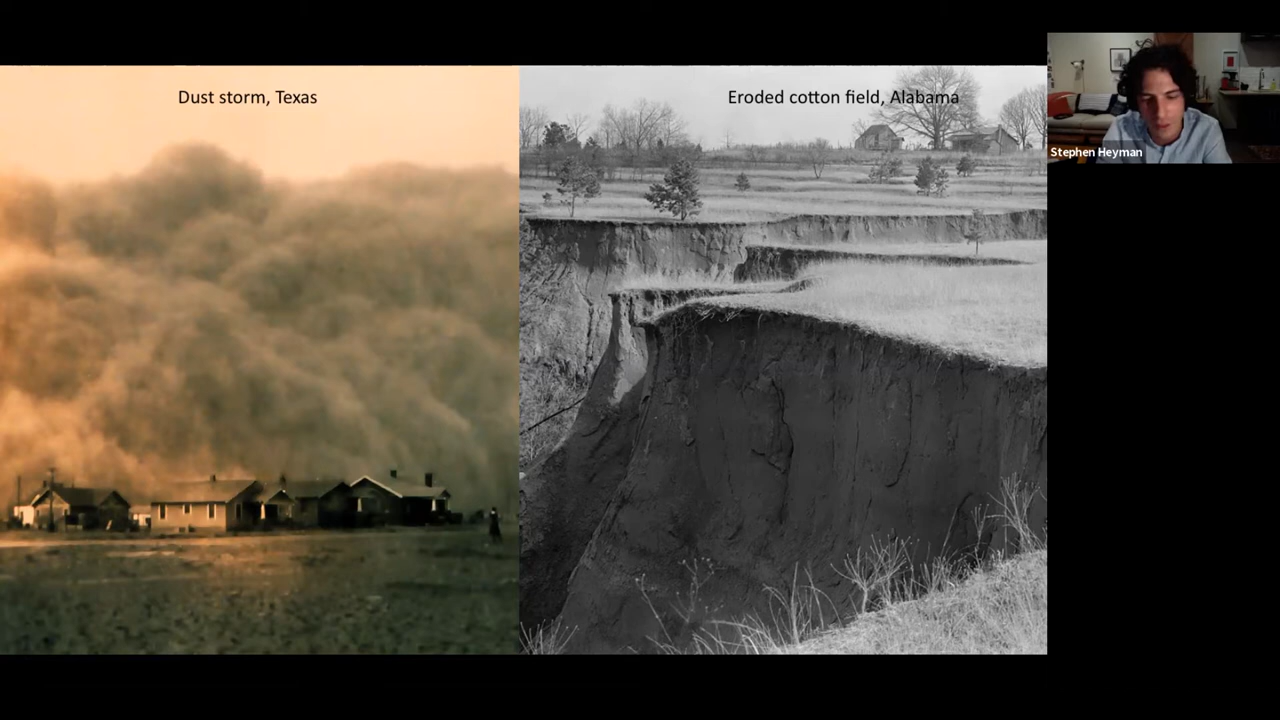 Dust storm, Texas
Eroded cotton field, Alabama
Stephen Heyman